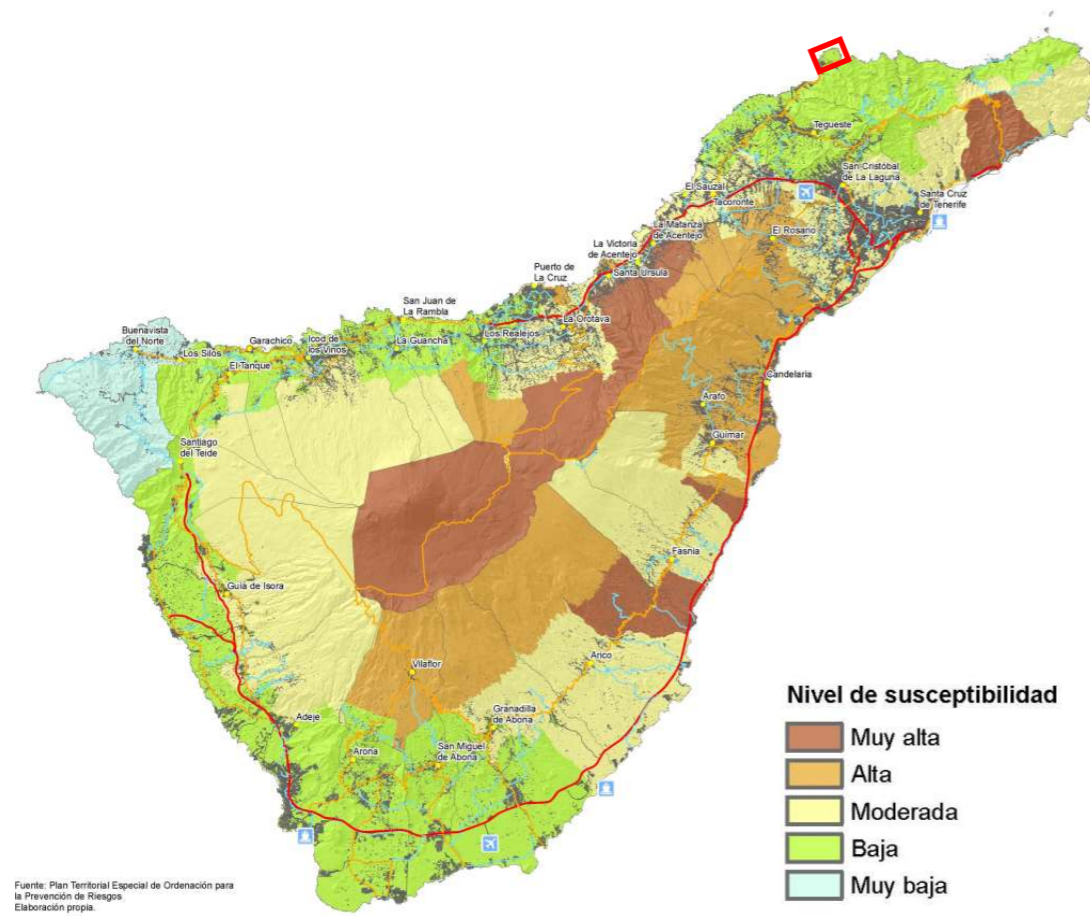 Tegueste
San Cristóbal
de La Laguna
El Sauzal
Tacoronte
Santa Cruz
de Tenerife
La Matanza
de Acentejo
El Rosario
La Victoria
de Acentejo
Puerto de
La Cruz
Santa Ursula
San Juan de
La Rambla
Buenavista
del Norte
Garachico
Icod de
los Vinos
La Orotava
Los Realejos
La Guancha
Los Silos
El Tanque
Candelaria
Arafo
Güimar
Santiago
del Teide
Fasnia
Guia de Isora
Arico
Vilaflor
Granadilla
de Abona
Adeje
San Miguel
de Abona
Arona
Nivel de susceptibilidad
Muy alta
Alta
Moderada
Baja
Muy baja
Fuente: Plan Territorial Especial de Ordenación para
la Prevención de Riesgos
Elaboración propia.